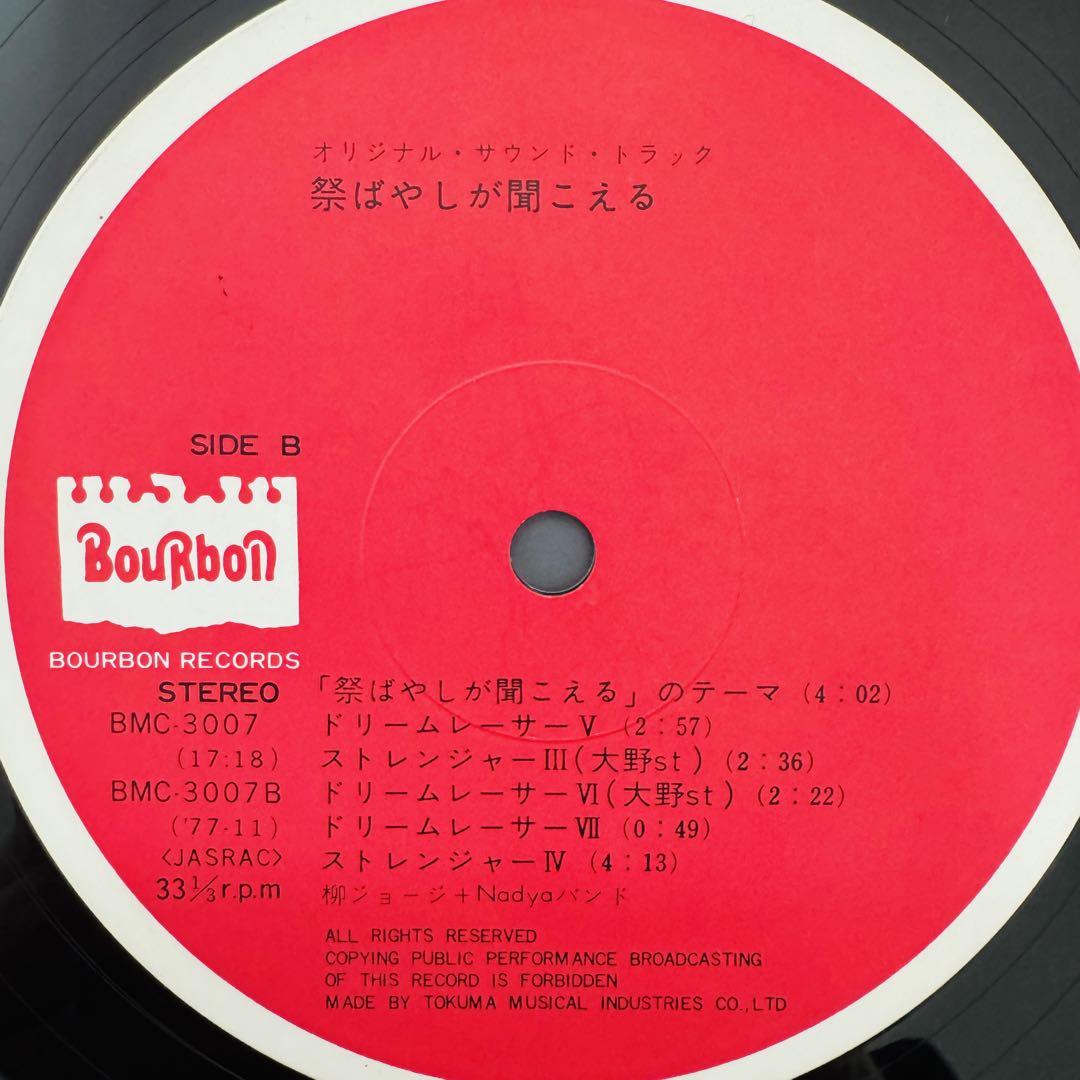 オリジナル・サウンド・トラック
祭ばやしが聞こえる
SIDE B
BouRbon
BOURBON RECORDS
STEREO 「祭ばやしが聞こえる」のテーマ (4:02)
BMC-3007 ドリームレーサーⅤ (2:57)
(17:18) ストレンジャーⅢ(大野st) (2:36)
BMC-3007B ドリームレーサーⅥ(大野st) (2:22)
('77-11) ドリームレーサーⅦ (0:49)
〈JASRAC〉 ストレンジャーⅣ (4:13)
33⅓r.p.m 柳ジョージ+Nadyaバンド
ALL RIGHTS RESERVED
COPYING PUBLIC PERFORMANCE BROADCASTING
OF THIS RECORD IS FORBIDDEN
MADE BY TOKUMA MUSICAL INDUSTRIES CO.,LTD